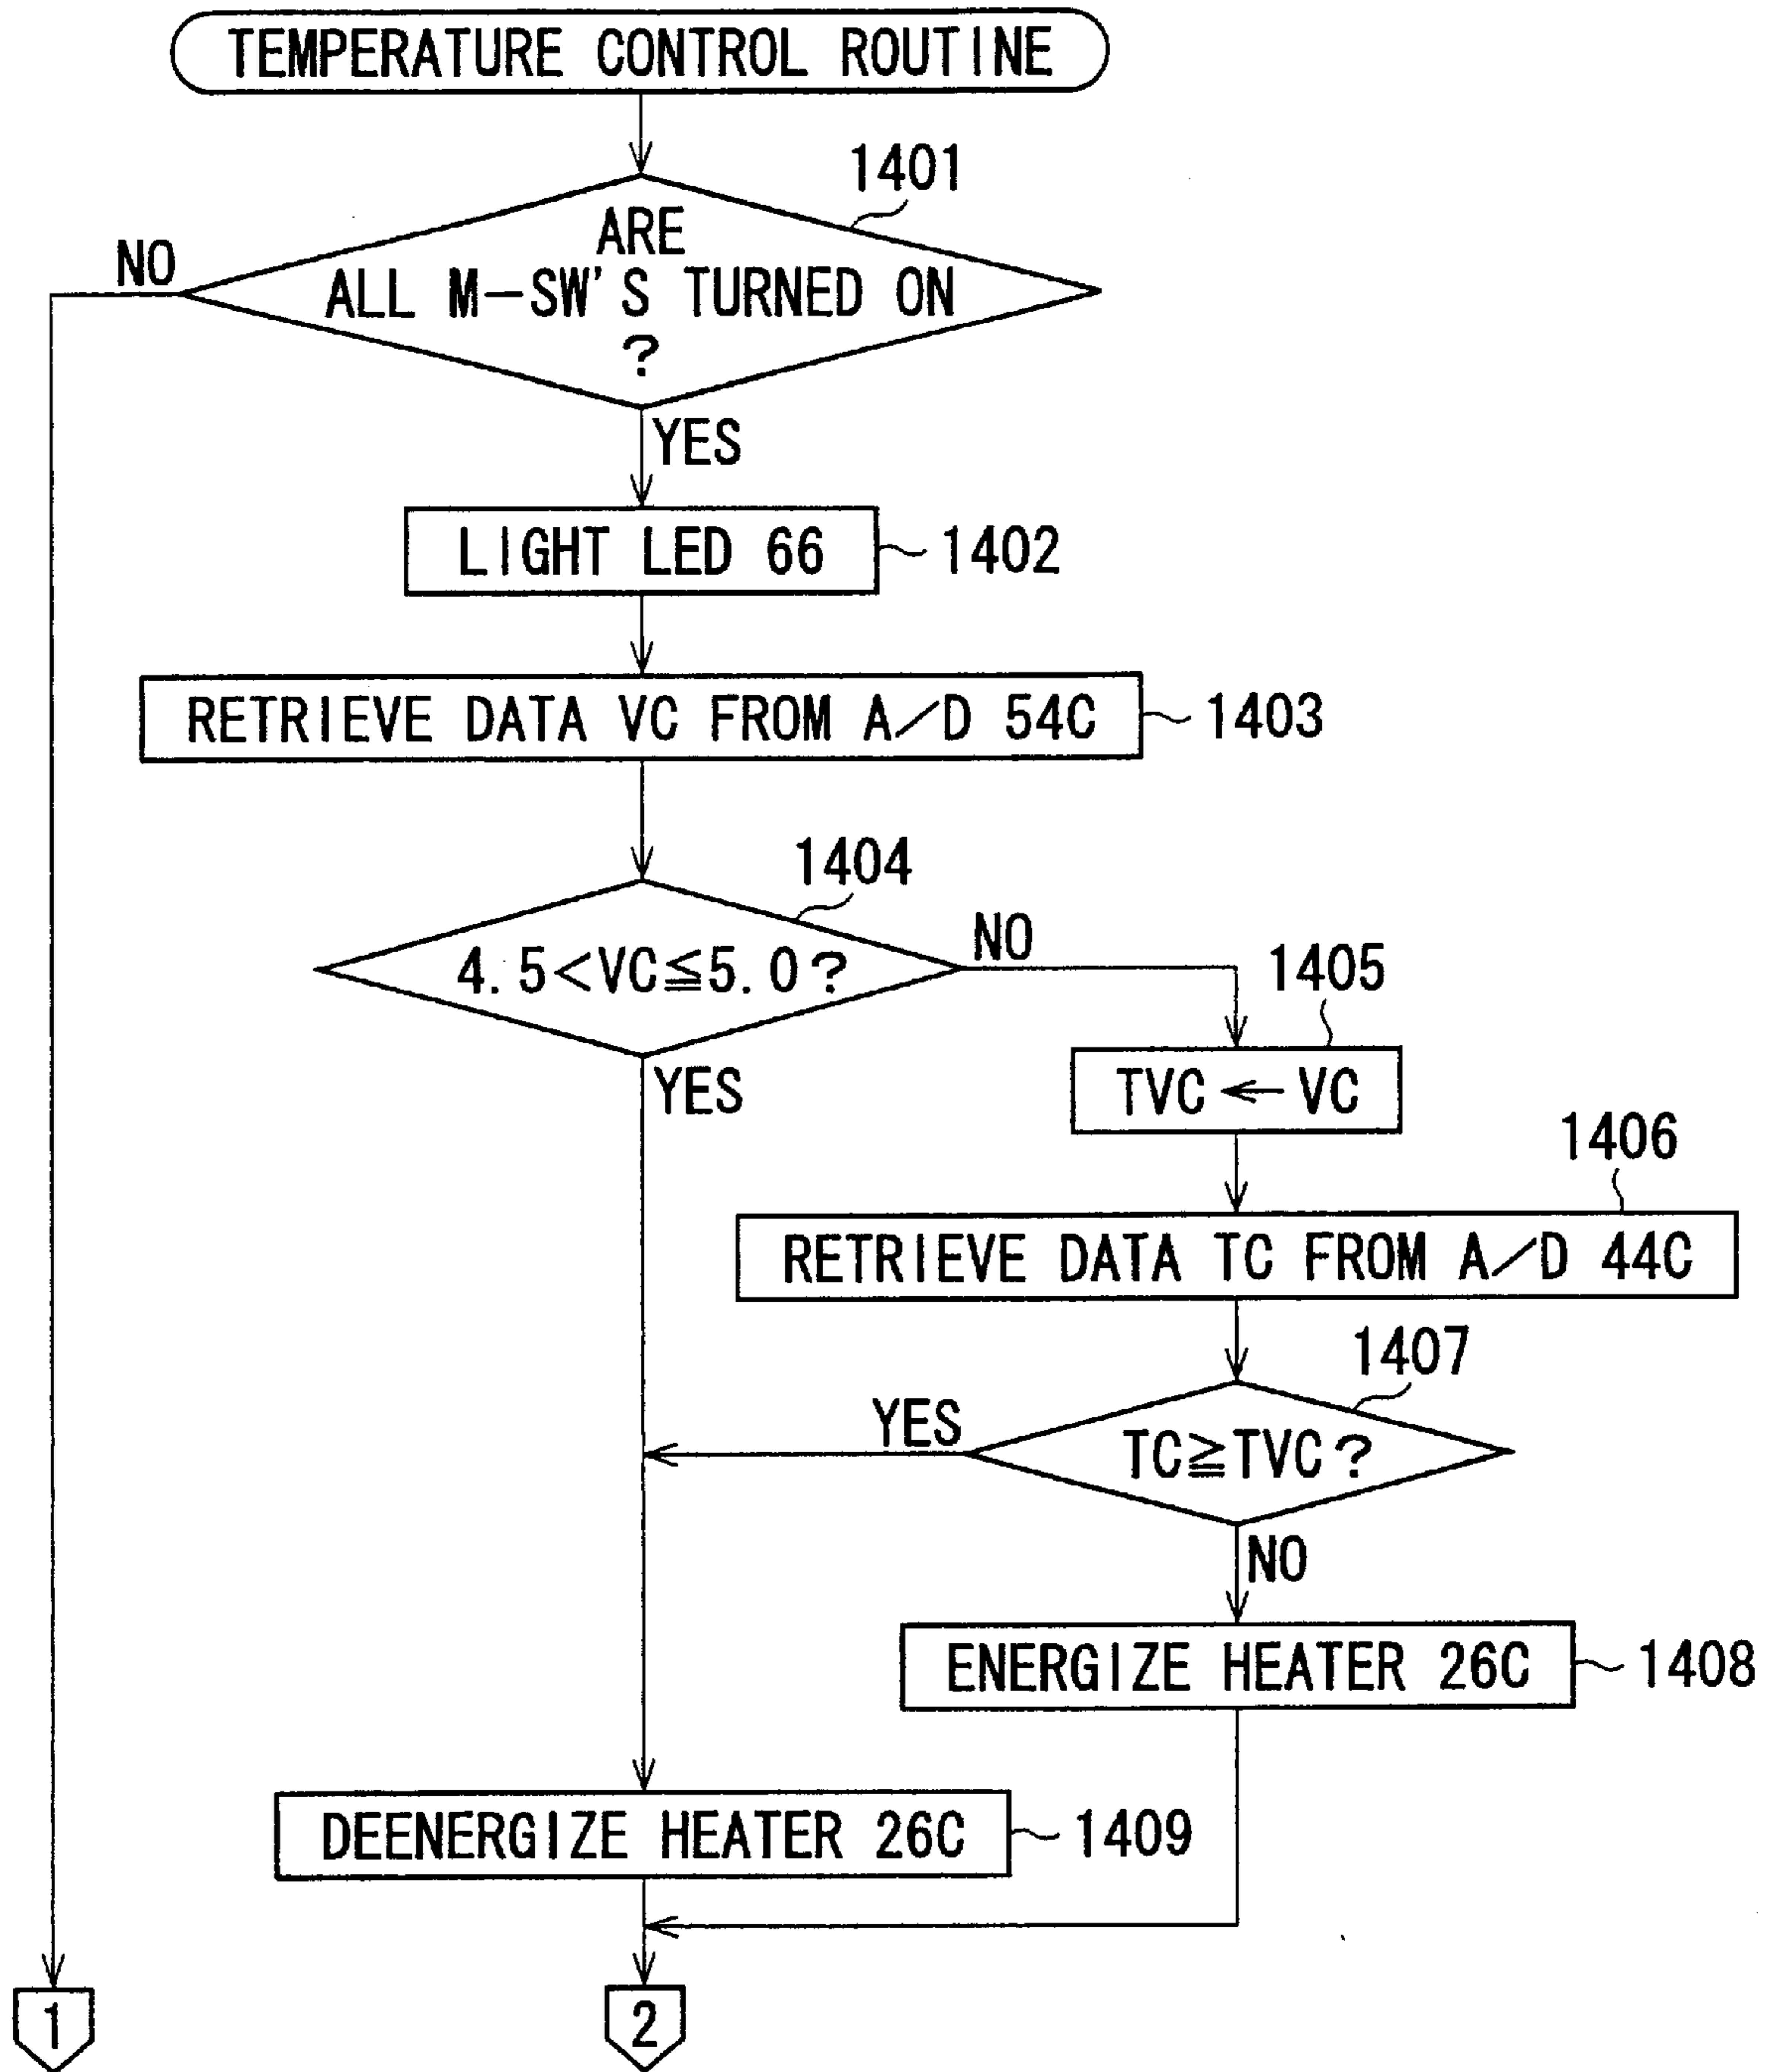 TEMPERATURE CONTROL ROUTINE
1401
ARE
ALL M-SW'S TURNED ON
?
NO
YES
LIGHT LED 66
1402
RETRIEVE DATA VC FROM A/D 54C
1403
1404
4.5<VC≦5.0?
NO
YES
1405
TVC ← VC
1406
RETRIEVE DATA TC FROM A/D 44C
1407
TC≧TVC?
YES
NO
ENERGIZE HEATER 26C
1408
DEENERGIZE HEATER 26C
1409
1
2